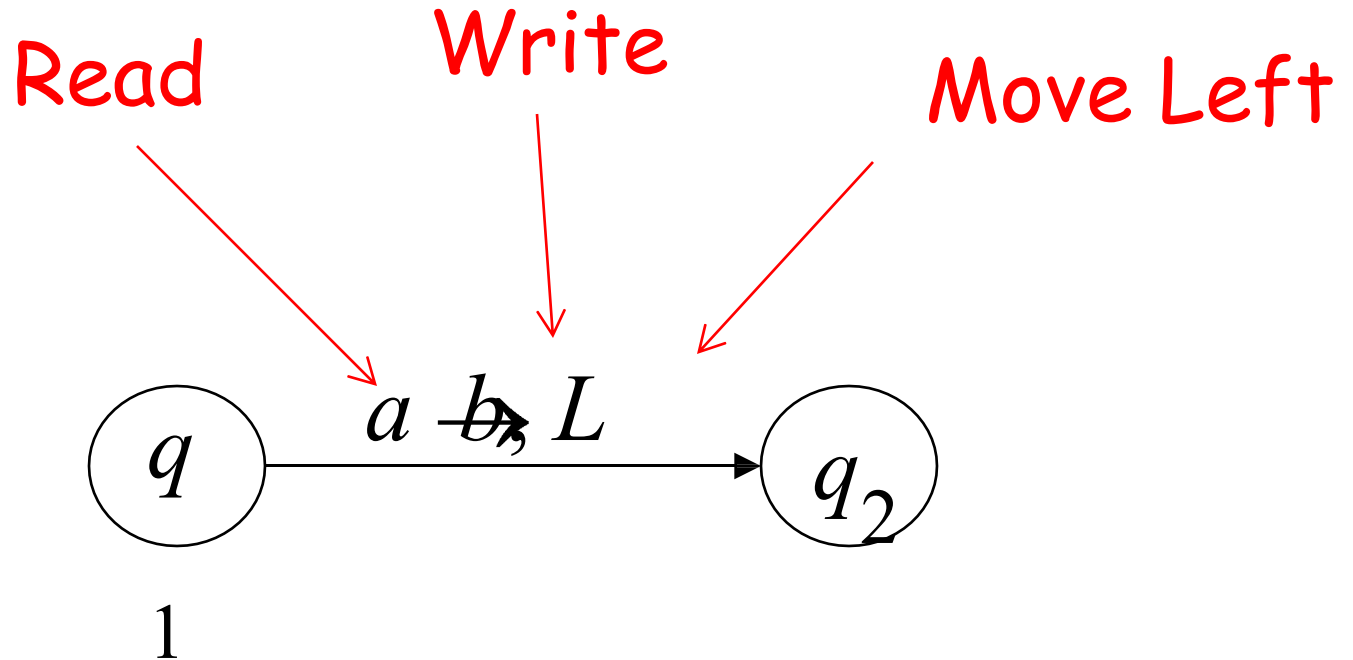 Read
Write
Move Left
a → b, L
q
q2
1